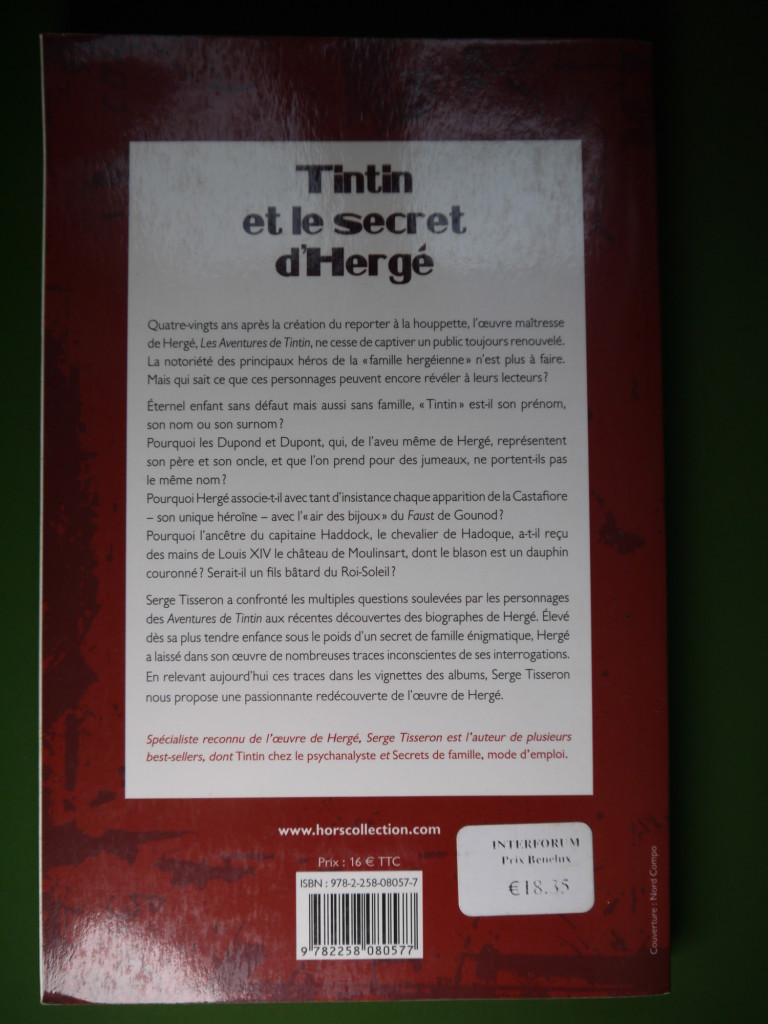 Tintin
et le secret
d'Hergé
Quatre-vingts ans après la création du reporter à la houppette, l'œuvre maîtresse
de Hergé, Les Aventures de Tintin, ne cesse de captiver un public toujours renouvelé.
La notoriété des principaux héros de la « famille hergéienne » n'est plus à faire.
Mais qui sait ce que ces personnages peuvent encore révéler à leurs lecteurs ?
Éternel enfant sans défaut mais aussi sans famille, « Tintin » est-il son prénom,
son nom ou son surnom ?
Pourquoi les Dupond et Dupont, qui, de l'aveu même de Hergé, représentent
son père et son oncle, et que l'on prend pour des jumeaux, ne portent-ils pas
le même nom ?
Pourquoi Hergé associe-t-il avec tant d'insistance chaque apparition de la Castafiore
– son unique héroïne – avec l'« air des bijoux » du Faust de Gounod ?
Pourquoi l'ancêtre du capitaine Haddock, le chevalier de Hadoque, a-t-il reçu
des mains de Louis XIV le château de Moulinsart, dont le blason est un dauphin
couronné ? Serait-il un fils bâtard du Roi-Soleil ?
Serge Tisseron a confronté les multiples questions soulevées par les personnages
des Aventures de Tintin aux récentes découvertes des biographes de Hergé. Élevé
dès sa plus tendre enfance sous le poids d'un secret de famille énigmatique, Hergé
a laissé dans son œuvre de nombreuses traces inconscientes de ses interrogations.
En relevant aujourd'hui ces traces dans les vignettes des albums, Serge Tisseron
nous propose une passionnante redécouverte de l'œuvre de Hergé.
Spécialiste reconnu de l'œuvre de Hergé, Serge Tisseron est l'auteur de plusieurs
best-sellers, dont Tintin chez le psychanalyste et Secrets de famille, mode d'emploi.
www.horscollection.com
Prix : 16 € TTC
ISBN : 978-2-258-08057-7
9 782258 080577
INTERFORUM
Prix Benelux
€18.35
Couverture : Nord Compo